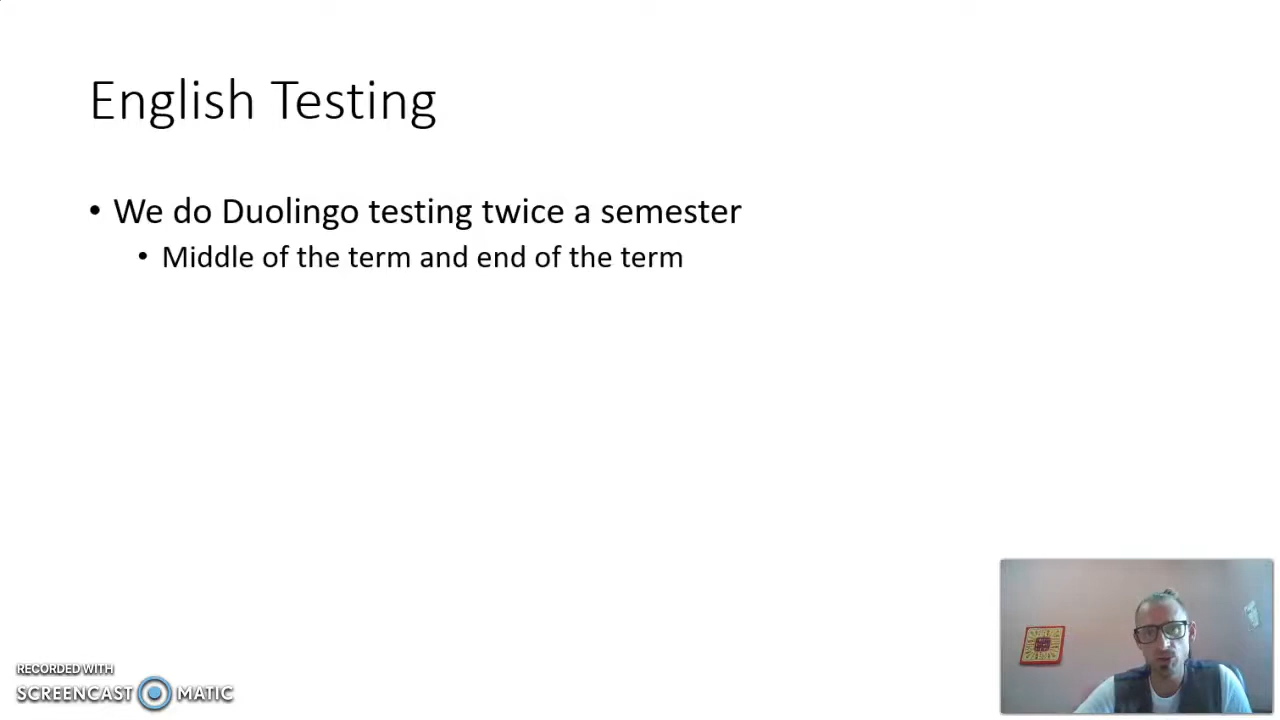 English Testing
• We do Duolingo testing twice a semester
• Middle of the term and end of the term
RECORDED WITH
SCREENCAST MATIC